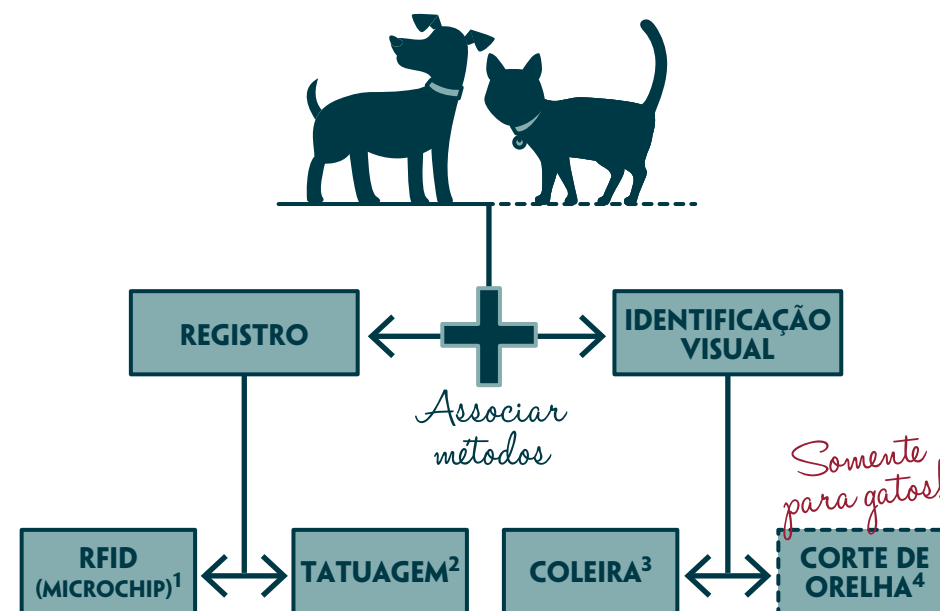 REGISTRO
IDENTIFICAÇÃO
VISUAL
Associar
métodos
Somente
para gatos!
RFID
(MICROCHIP)¹
TATUAGEM²
COLEIRA³
CORTE DE
ORELHA⁴